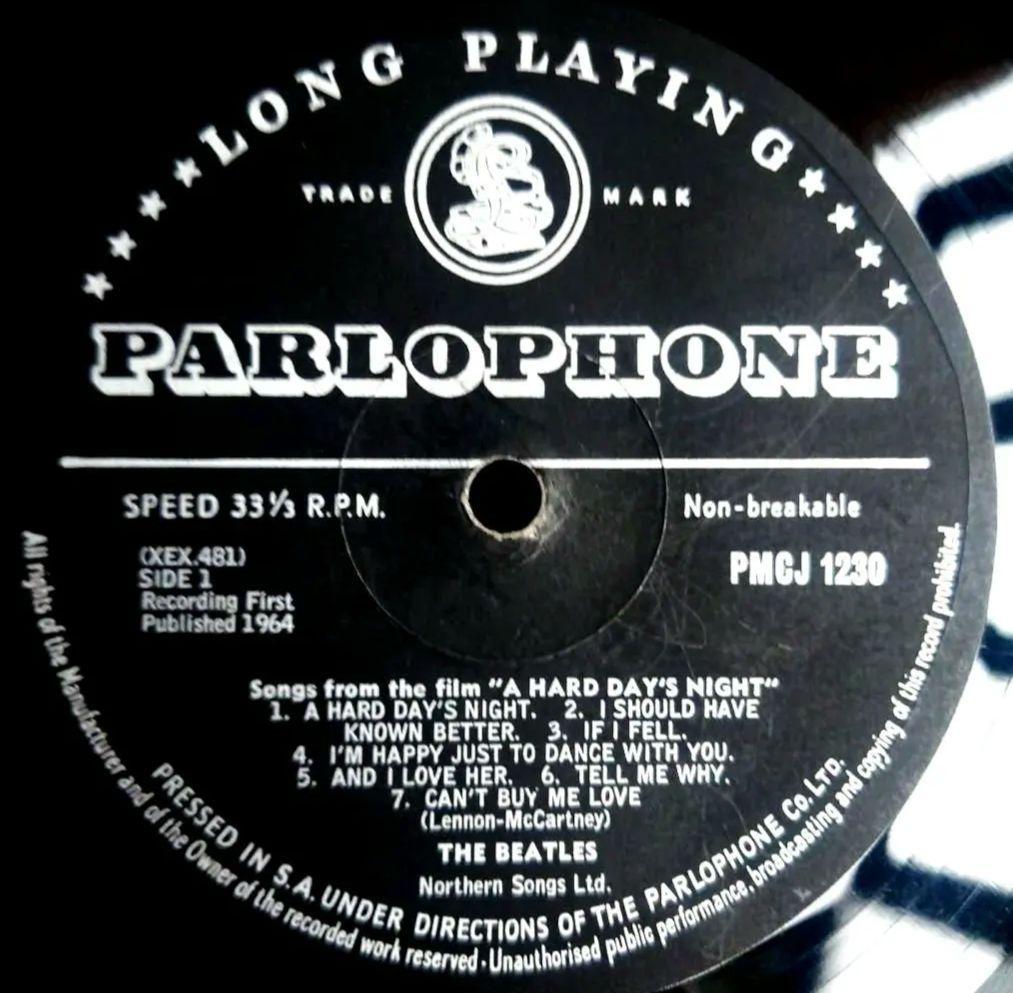 LONG PLAYING
TRADE MARK
PARLOPHONE
SPEED 33⅓ R.P.M.
Non-breakable
(XEX.481)
SIDE 1
Recording First
Published 1964
PMCJ 1230
Songs from the film "A HARD DAY'S NIGHT"
1. A HARD DAY'S NIGHT. 2. I SHOULD HAVE
KNOWN BETTER. 3. IF I FELL.
4. I'M HAPPY JUST TO DANCE WITH YOU.
5. AND I LOVE HER. 6. TELL ME WHY.
7. CAN'T BUY ME LOVE
(Lennon-McCartney)
THE BEATLES
Northern Songs Ltd.
PRESSED IN S.A. UNDER DIRECTIONS OF THE PARLOPHONE Co. LTD.
All rights of the Manufacturer and of the Owner of the recorded work reserved · Unauthorised public performance, broadcasting and copying of this record prohibited.